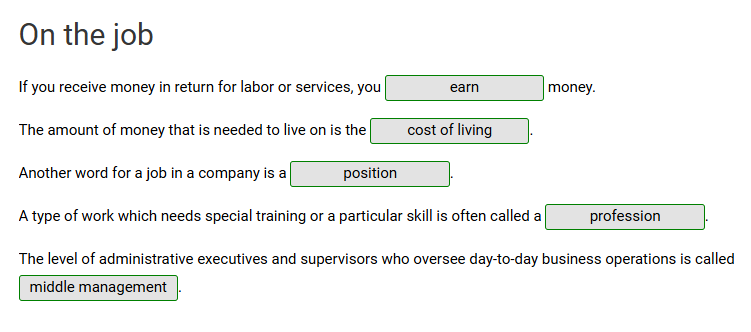 On the job
If you receive money in return for labor or services, you earn money.
The amount of money that is needed to live on is the cost of living.
Another word for a job in a company is a position.
A type of work which needs special training or a particular skill is often called a profession.
The level of administrative executives and supervisors who oversee day-to-day business operations is called
middle management.